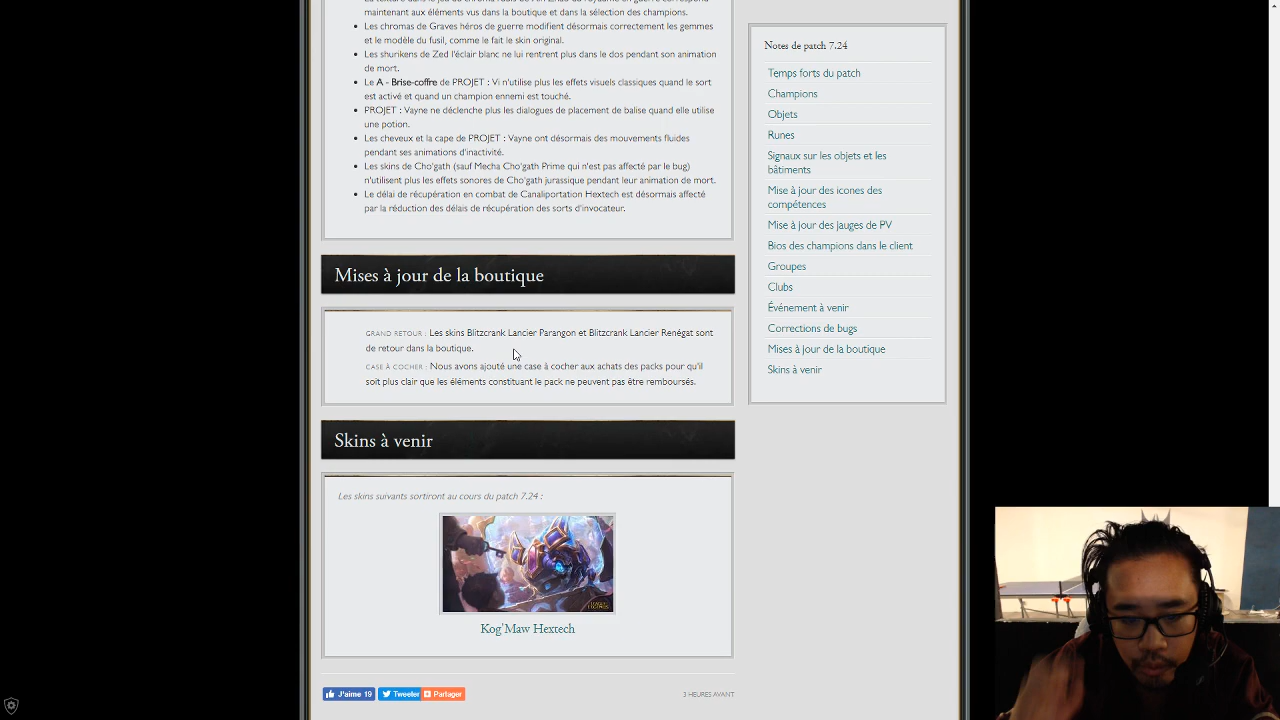 maintenant aux éléments vus dans la boutique et dans la sélection des champions.
Les chromas de Graves héros de guerre modifient désormais correctement les gemmes
et le modèle du fusil, comme le fait le skin original.
Les shurikens de Zed l'éclair blanc ne lui rentrent plus dans le dos pendant son animation
de mort.
Le A - Brise-coffre de PROJET : Vi n'utilise plus les effets visuels classiques quand le sort
est activé et quand un champion ennemi est touché.
PROJET : Vayne ne déclenche plus les dialogues de placement de balise quand elle utilise
une potion.
Les cheveux et la cape de PROJET : Vayne ont désormais des mouvements fluides
pendant ses animations d'inactivité.
Les skins de Cho'gath (sauf Mecha Cho'gath Prime qui n'est pas affecté par le bug)
n'utilisent plus les effets sonores de Cho'gath jurassique pendant leur animation de mort.
Le délai de récupération en combat de Canaliportation Hextech est désormais affecté
par la réduction des délais de récupération des sorts d'invocateur.
Mises à jour de la boutique
GRAND RETOUR : Les skins Blitzcrank Lancier Parangon et Blitzcrank Lancier Renégat sont
de retour dans la boutique.
CASE À COCHER : Nous avons ajouté une case à cocher aux achats des packs pour qu'il
soit plus clair que les éléments constituant le pack ne peuvent pas être remboursés.
Skins à venir
Les skins suivants sortiront au cours du patch 7.24 :
Kog'Maw Hextech
J'aime 19
Tweeter
Partager
3 HEURES AVANT
Notes de patch 7.24
Temps forts du patch
Champions
Objets
Runes
Signaux sur les objets et les
bâtiments
Mise à jour des icones des
compétences
Mise à jour des jauges de PV
Bios des champions dans le client
Groupes
Clubs
Événement à venir
Corrections de bugs
Mises à jour de la boutique
Skins à venir